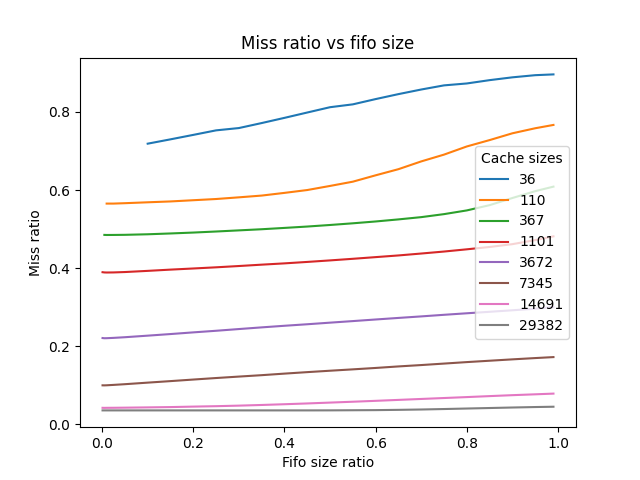 Miss ratio vs fifo size
Miss ratio
0.8
0.6
0.4
0.2
0.0
Cache sizes
36
110
367
1101
3672
7345
14691
29382
0.0 0.2 0.4 0.6 0.8 1.0
Fifo size ratio